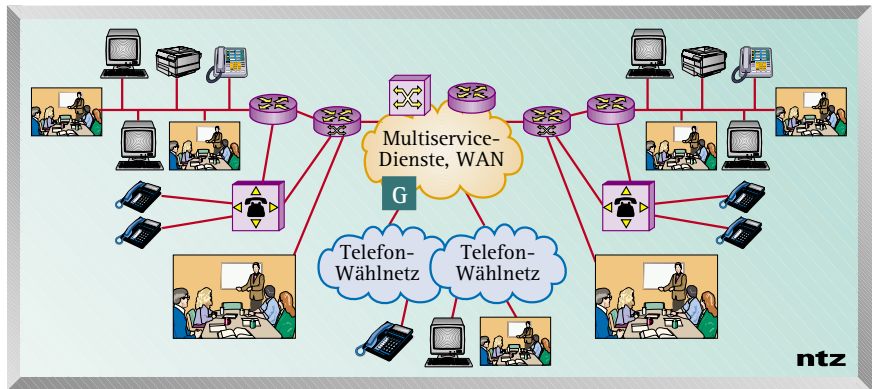 Multiservice-
Dienste, WAN
G
Telefon-
Wählnetz
Telefon-
Wählnetz
ntz